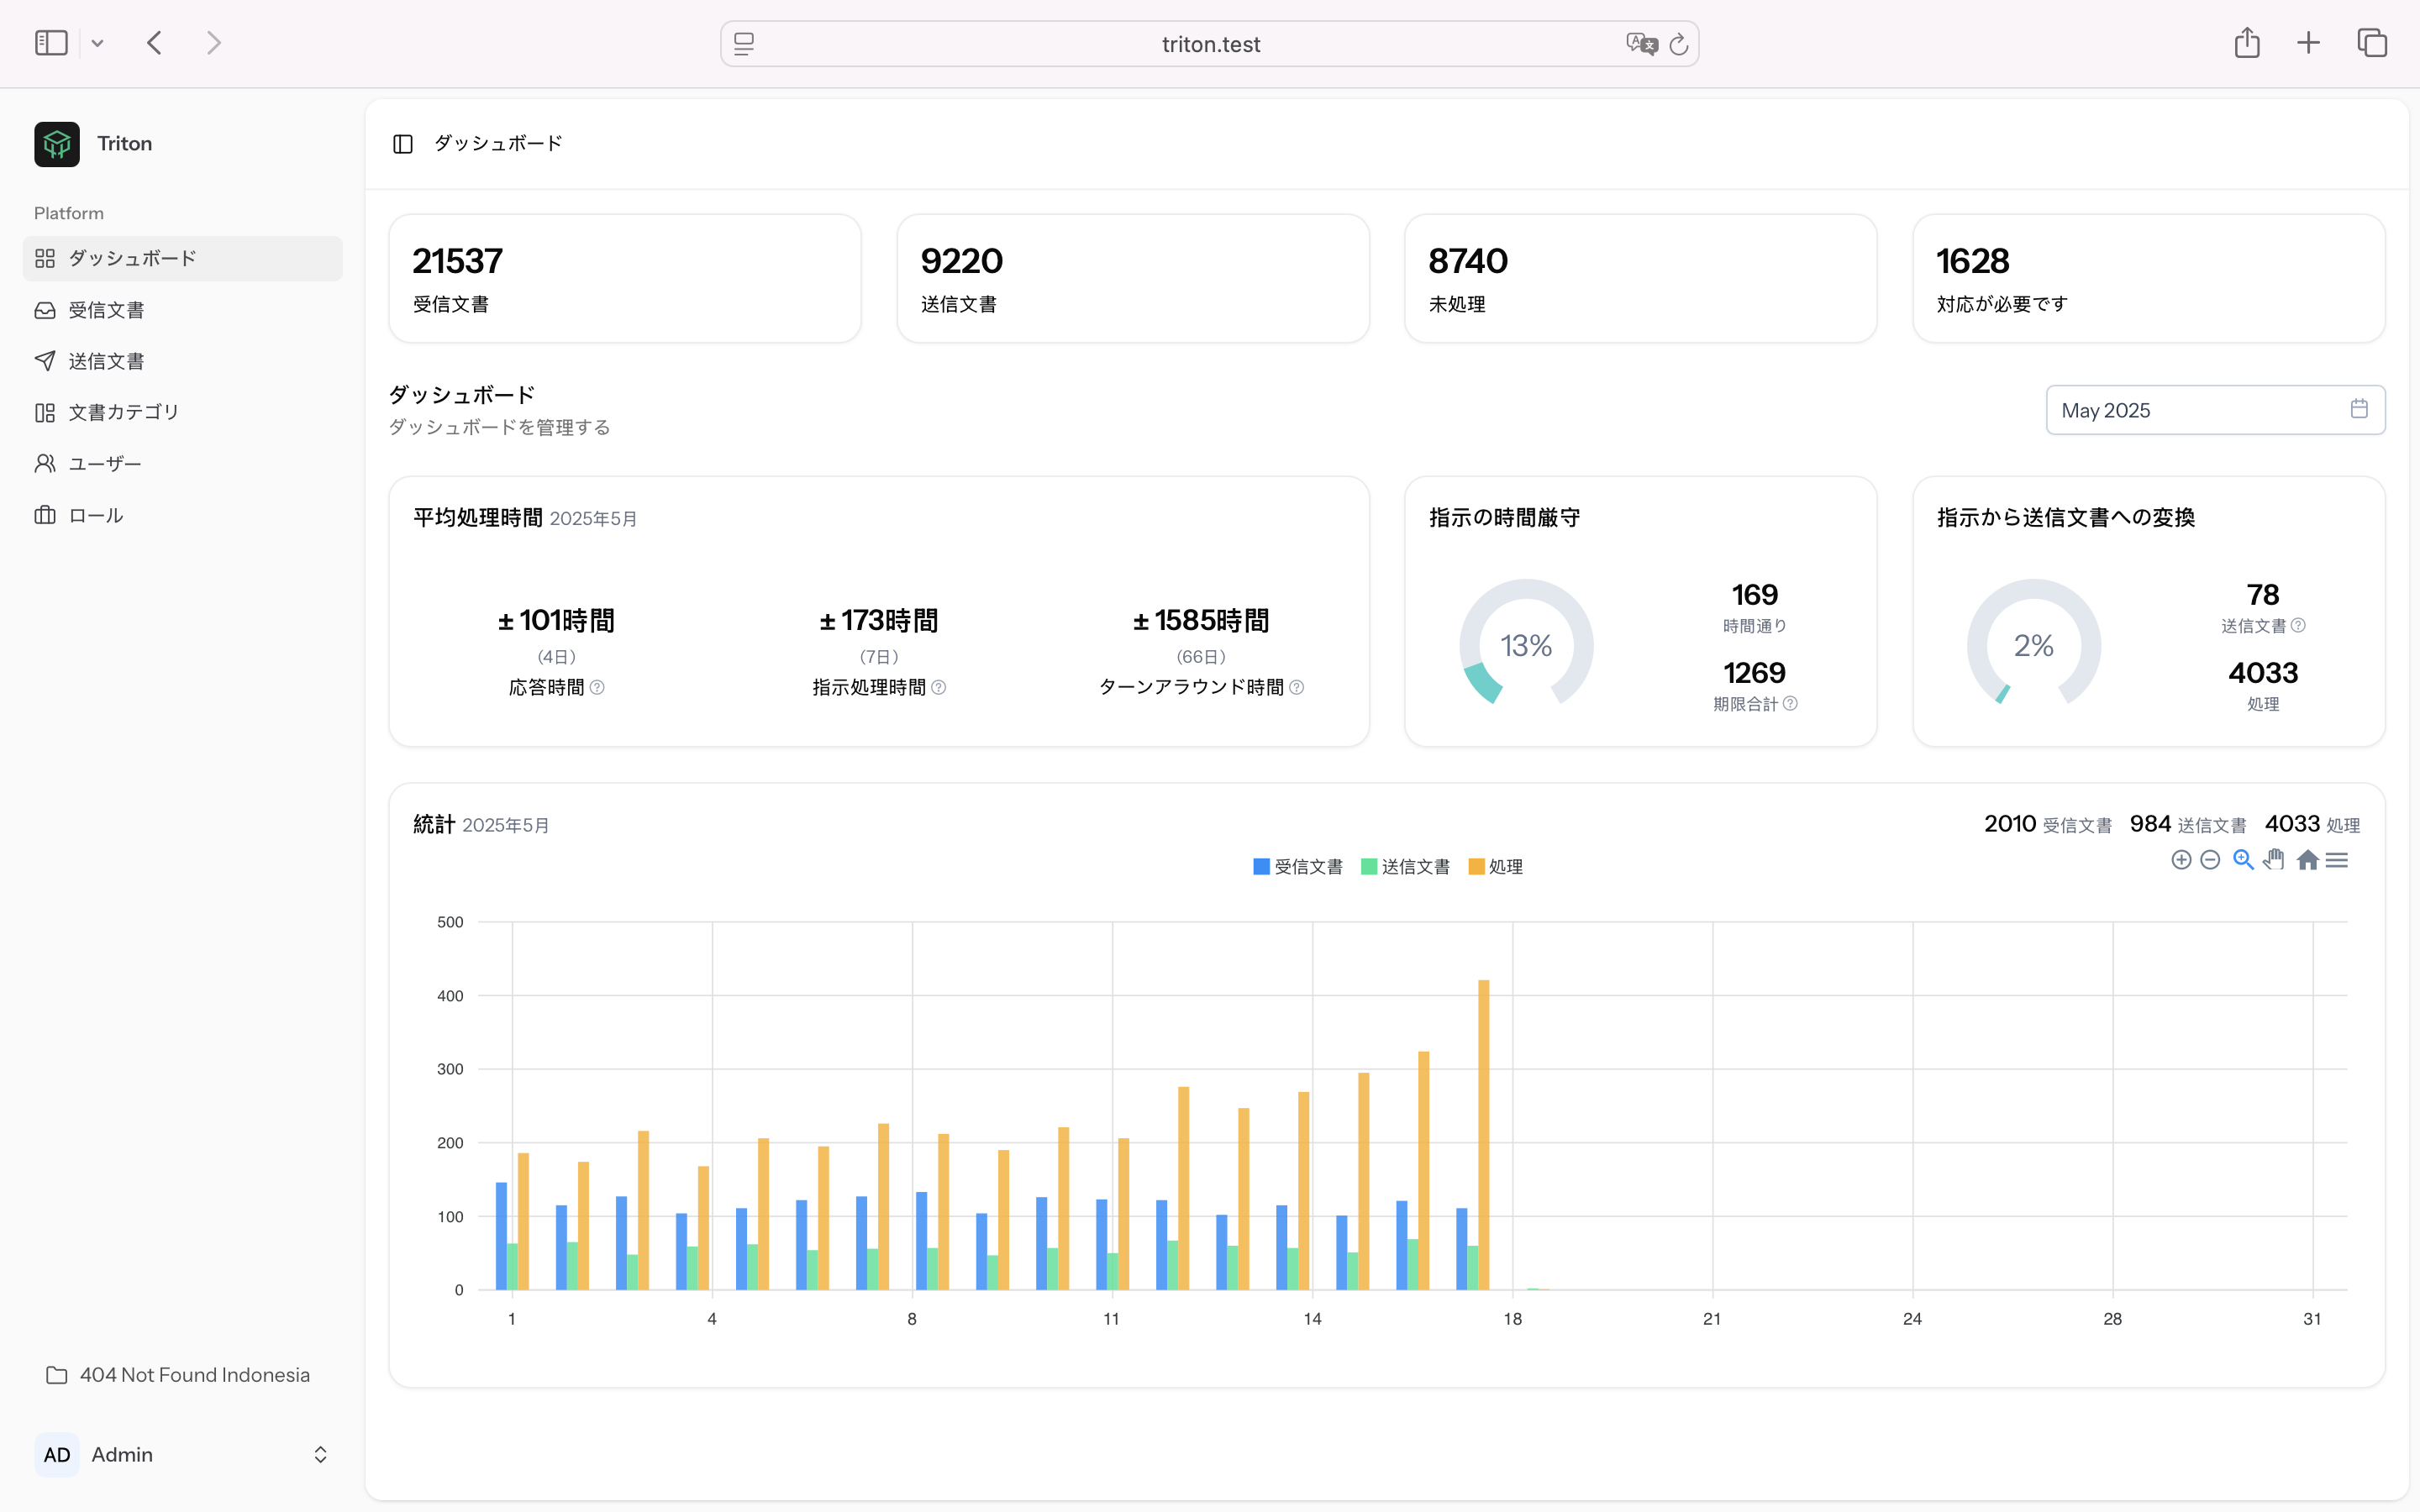 triton.test
Triton
Platform
ダッシュボード
受信文書
送信文書
文書カテゴリ
ユーザー
ロール
404 Not Found Indonesia
AD Admin
ダッシュボード
21537
受信文書
9220
送信文書
8740
未処理
1628
対応が必要です
ダッシュボード
ダッシュボードを管理する
May 2025
平均処理時間 2025年5月
± 101時間
(4日)
応答時間
± 173時間
(7日)
指示処理時間
± 1585時間
(66日)
ターンアラウンド時間
指示の時間厳守
13%
169
時間通り
1269
期限合計
指示から送信文書への変換
2%
78
送信文書
4033
処理
統計 2025年5月
2010 受信文書 984 送信文書 4033 処理
受信文書 送信文書 処理
500
400
300
200
100
0
1 4 8 11 14 18 21 24 28 31